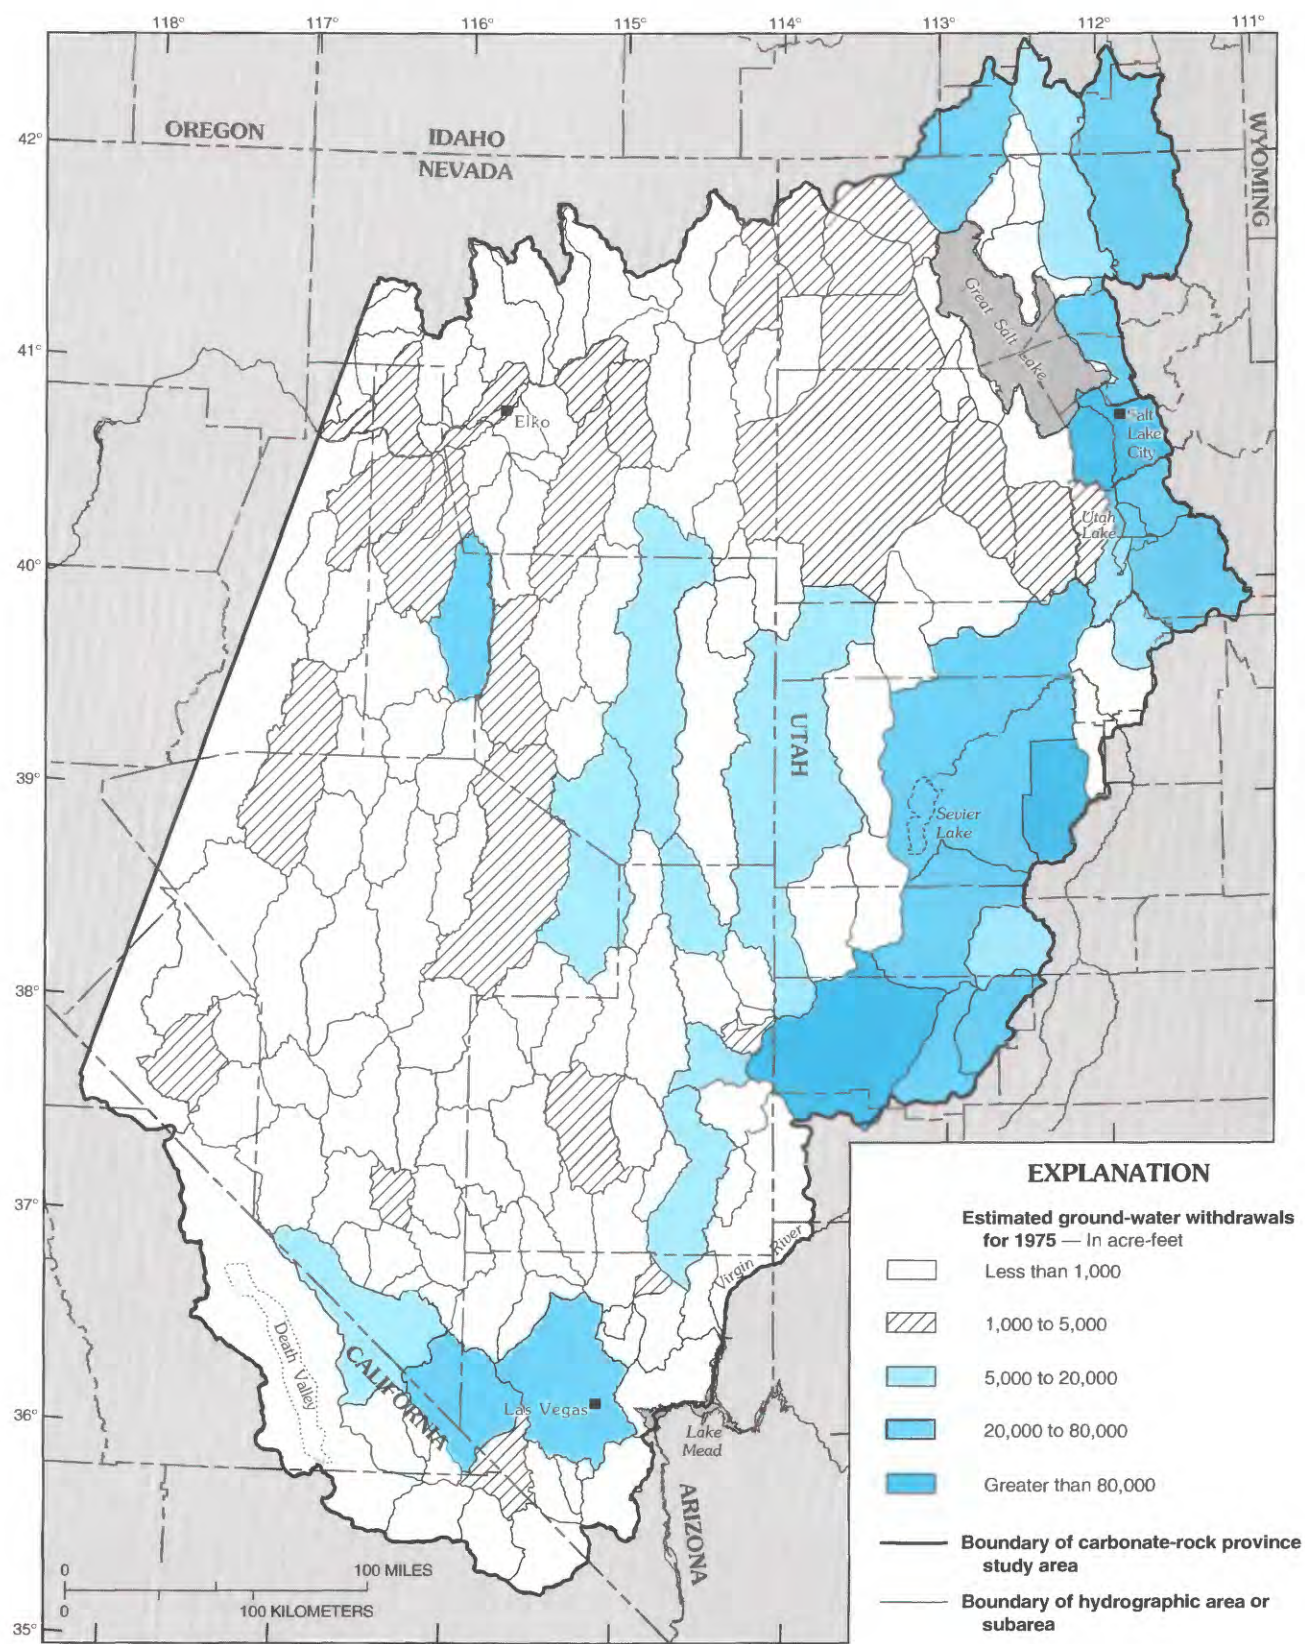 118° 117° 116° 115° 114° 113° 112° 111°
42°
41°
40°
39°
38°
37°
36°
35°
OREGON
IDAHO
NEVADA
WYOMING
Great Salt Lake
Elko
Salt
Lake
City
Utah
Lake
UTAH
Sevier
Lake
Virgin River
Death Valley
CALIFORNIA
Las Vegas
Lake
Mead
ARIZONA
0 100 MILES
0 100 KILOMETERS
EXPLANATION
Estimated ground-water withdrawals
for 1975 — In acre-feet
Less than 1,000
1,000 to 5,000
5,000 to 20,000
20,000 to 80,000
Greater than 80,000
Boundary of carbonate-rock province
study area
Boundary of hydrographic area or
subarea